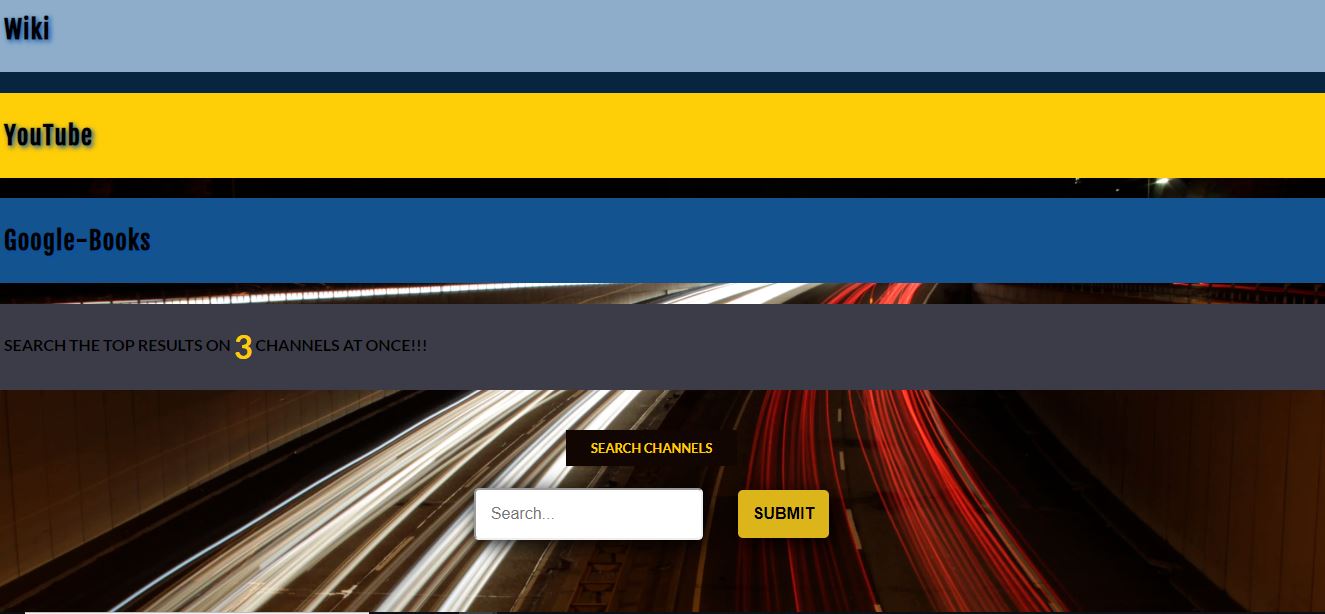 Wiki
YouTube
Google-Books
SEARCH THE TOP RESULTS ON 3 CHANNELS AT ONCE!!!
SEARCH CHANNELS
Search...
SUBMIT